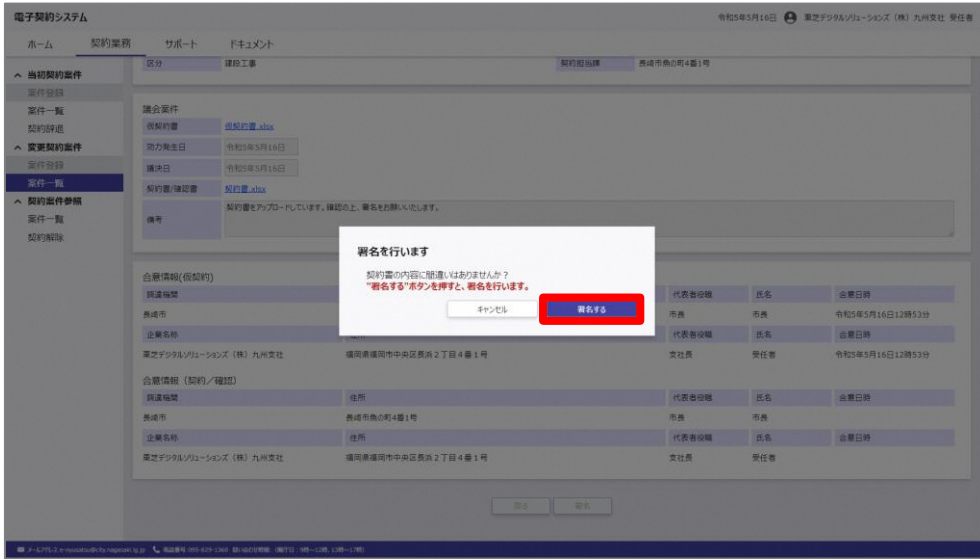 電子契約システム
令和5年5月16日 東芝デジタルソリューションズ（株）九州支社 受任者
ホーム 契約業務 サポート ドキュメント
当初契約案件
案件登録
案件一覧
契約辞退
変更契約案件
案件登録
案件一覧
契約案件参照
案件一覧
契約解除
区分 建設工事 契約担当課 長崎市魚の町4番1号
議会案件
仮契約書 仮契約書.xlsx
効力発生日 令和5年5月16日
議決日 令和5年5月16日
契約書/確認書 契約書.xlsx
備考 契約書をアップロードしています。確認の上、署名をお願いいたします。
署名を行います
契約書の内容に間違いはありませんか？
"署名する"ボタンを押すと、署名を行います。
キャンセル 署名する
合意情報(仮契約)
調達機関 代表者役職 氏名 合意日時
長崎市 市長 市長 令和5年5月16日12時53分
企業名称 代表者役職 氏名 合意日時
東芝デジタルソリューションズ（株）九州支社 福岡県福岡市中央区長浜２丁目４番１号 支社長 受任者 令和5年5月16日12時53分
合意情報（契約／確認）
調達機関 住所 代表者役職 氏名 合意日時
長崎市 長崎市魚の町4番1号 市長 市長
企業名称 住所 代表者役職 氏名 合意日時
東芝デジタルソリューションズ（株）九州支社 福岡県福岡市中央区長浜２丁目４番１号 支社長 受任者
戻る 署名